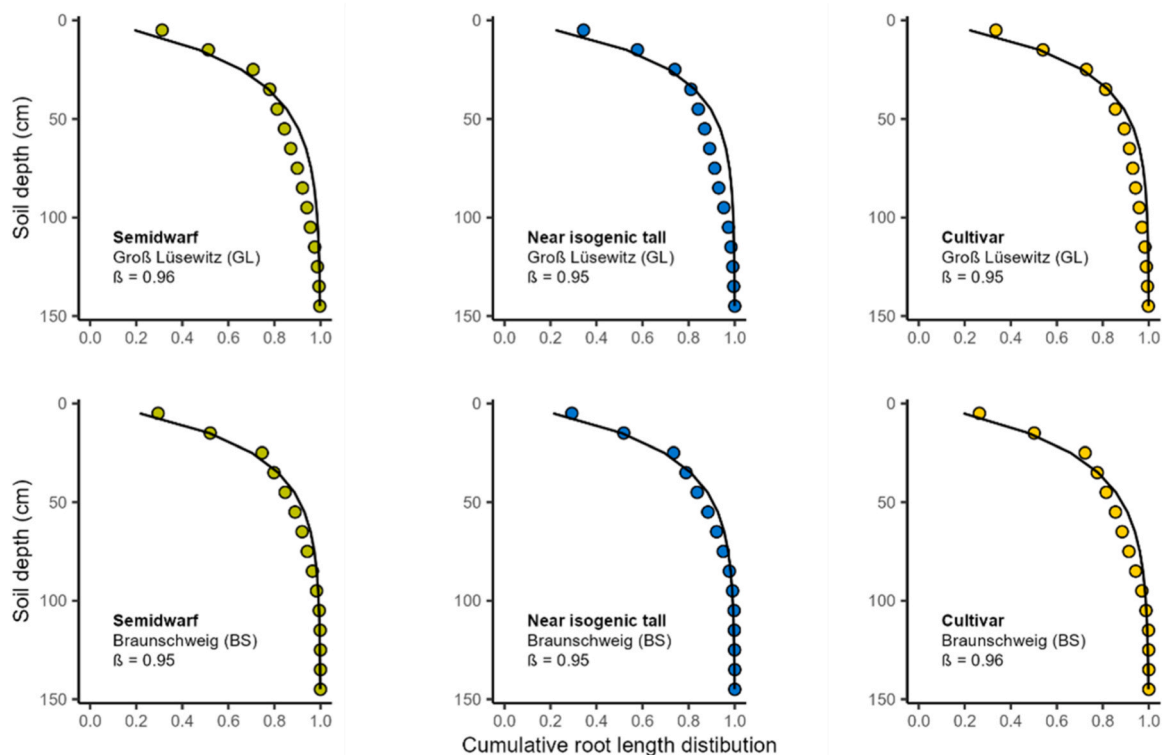 0
50
100
150
Soil depth (cm)
Semidwarf
Groß Lüsewitz (GL)
ß = 0.96
0.0 0.2 0.4 0.6 0.8 1.0
Near isogenic tall
Groß Lüsewitz (GL)
ß = 0.95
0.0 0.2 0.4 0.6 0.8 1.0
0
50
100
150
Cultivar
Groß Lüsewitz (GL)
ß = 0.95
0.0 0.2 0.4 0.6 0.8 1.0
0
50
100
150
0
50
100
150
Soil depth (cm)
Semidwarf
Braunschweig (BS)
ß = 0.95
0.0 0.2 0.4 0.6 0.8 1.0
0
50
100
150
Near isogenic tall
Braunschweig (BS)
ß = 0.95
0.0 0.2 0.4 0.6 0.8 1.0
0
50
100
150
Cultivar
Braunschweig (BS)
ß = 0.96
0.0 0.2 0.4 0.6 0.8 1.0
0
50
100
150
Cumulative root length distibution